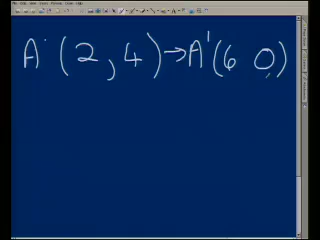 A (2, 4) → A' (6 0)